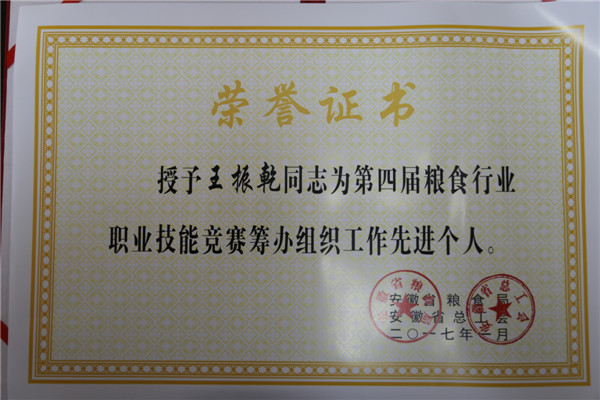 荣誉证书
授予王振乾同志为第四届粮食行业
职业技能竞赛筹办组织工作先进个人。
安徽省粮食局
安徽省总工会
二〇一七年一月